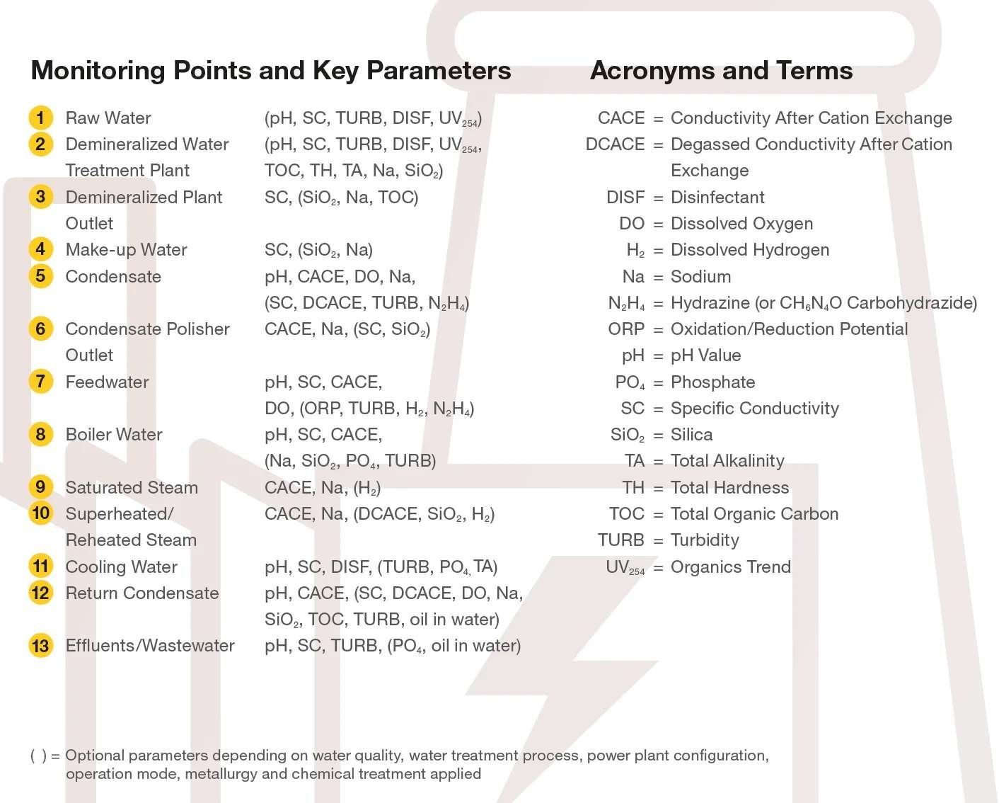 Monitoring Points and Key Parameters
1 Raw Water (pH, SC, TURB, DISF, UV₂₅₄)
2 Demineralized Water (pH, SC, TURB, DISF, UV₂₅₄,
Treatment Plant TOC, TH, TA, Na, SiO₂)
3 Demineralized Plant SC, (SiO₂, Na, TOC)
Outlet
4 Make-up Water SC, (SiO₂, Na)
5 Condensate pH, CACE, DO, Na,
(SC, DCACE, TURB, N₂H₄)
6 Condensate Polisher CACE, Na, (SC, SiO₂)
Outlet
7 Feedwater pH, SC, CACE,
DO, (ORP, TURB, H₂, N₂H₄)
8 Boiler Water pH, SC, CACE,
(Na, SiO₂, PO₄, TURB)
9 Saturated Steam CACE, Na, (H₂)
10 Superheated/ CACE, Na, (DCACE, SiO₂, H₂)
Reheated Steam
11 Cooling Water pH, SC, DISF, (TURB, PO₄, TA)
12 Return Condensate pH, CACE, (SC, DCACE, DO, Na,
SiO₂, TOC, TURB, oil in water)
13 Effluents/Wastewater pH, SC, TURB, (PO₄, oil in water)
Acronyms and Terms
CACE = Conductivity After Cation Exchange
DCACE = Degassed Conductivity After Cation
Exchange
DISF = Disinfectant
DO = Dissolved Oxygen
H₂ = Dissolved Hydrogen
Na = Sodium
N₂H₄ = Hydrazine (or CH₆N₄O Carbohydrazide)
ORP = Oxidation/Reduction Potential
pH = pH Value
PO₄ = Phosphate
SC = Specific Conductivity
SiO₂ = Silica
TA = Total Alkalinity
TH = Total Hardness
TOC = Total Organic Carbon
TURB = Turbidity
UV₂₅₄ = Organics Trend
( ) = Optional parameters depending on water quality, water treatment process, power plant configuration,
operation mode, metallurgy and chemical treatment applied